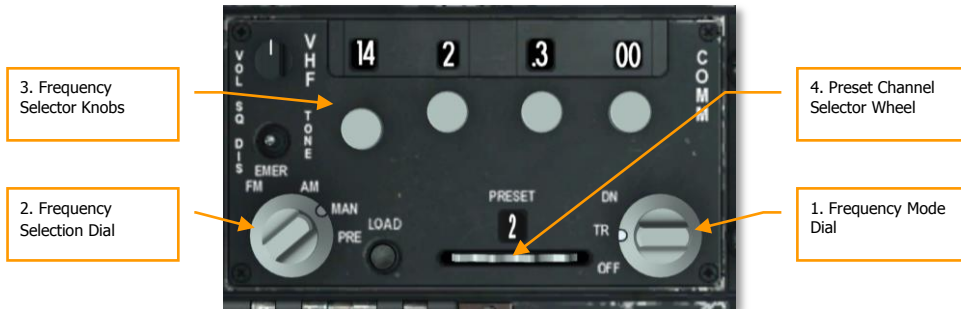 3. Frequency
Selector Knobs
2. Frequency
Selection Dial
VOL
SQ DIS
VHF
TONE
14 2 .3 00
COMM
EMER
FM AM
MAN
PRE
LOAD
PRESET
2
DN
TR
OFF
4. Preset Channel
Selector Wheel
1. Frequency Mode
Dial